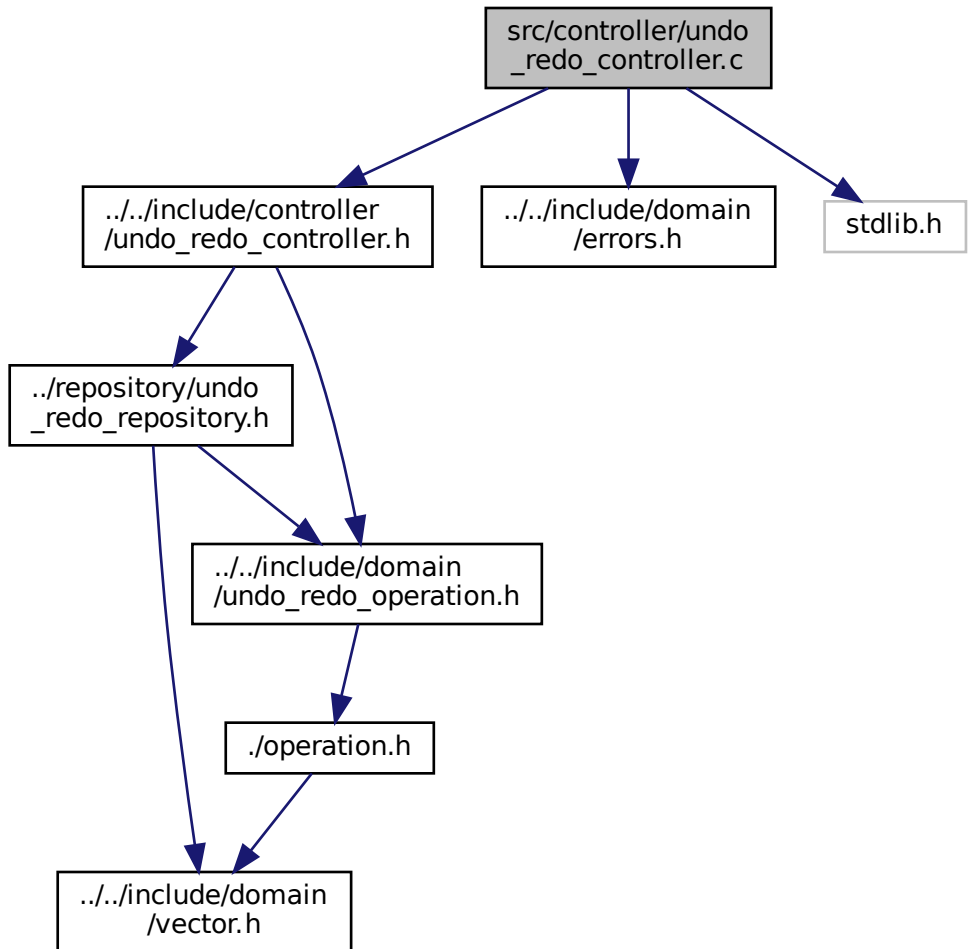 src/controller/undo
_redo_controller.c
../../include/controller
/undo_redo_controller.h
../../include/domain
/errors.h
stdlib.h
../repository/undo
_redo_repository.h
../../include/domain
/undo_redo_operation.h
./operation.h
../../include/domain
/vector.h